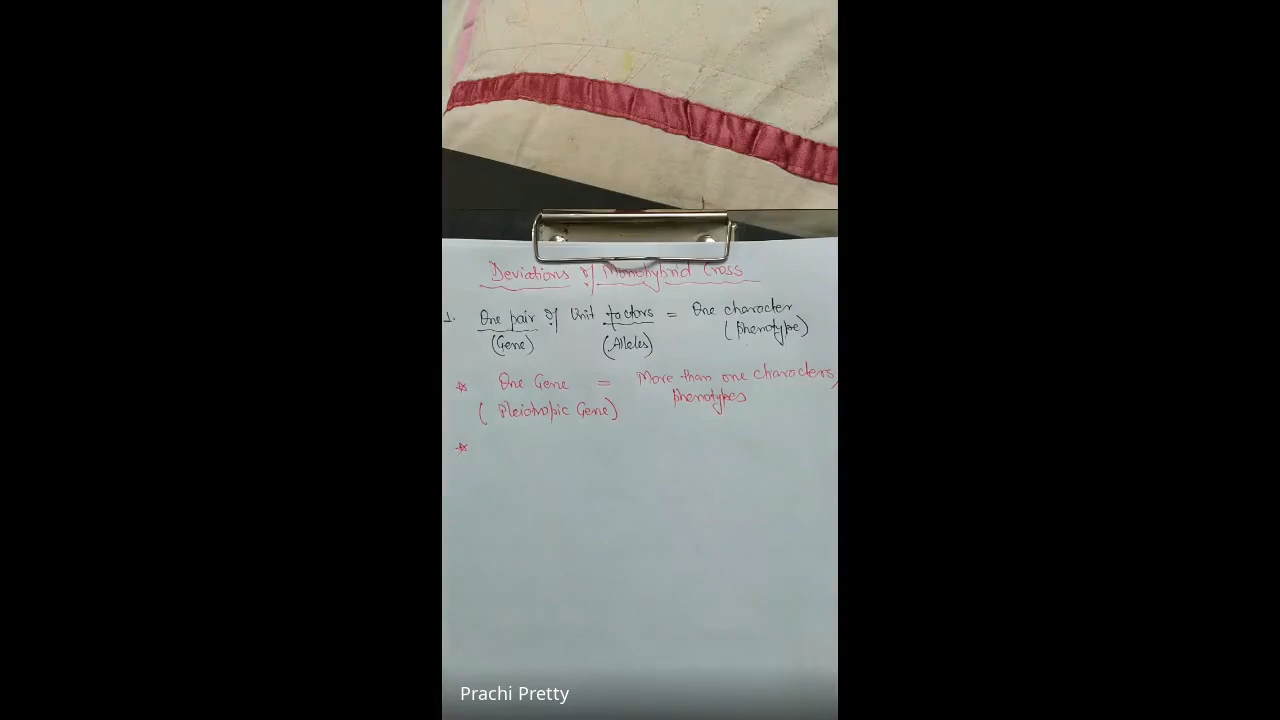 Deviations of Monohybrid Cross
1. One pair of Unit factors = One character
(Gene) (Alleles) (Phenotype)
* One Gene = More than one characters,
(Pleiotropic Gene) phenotypes
*
Prachi Pretty